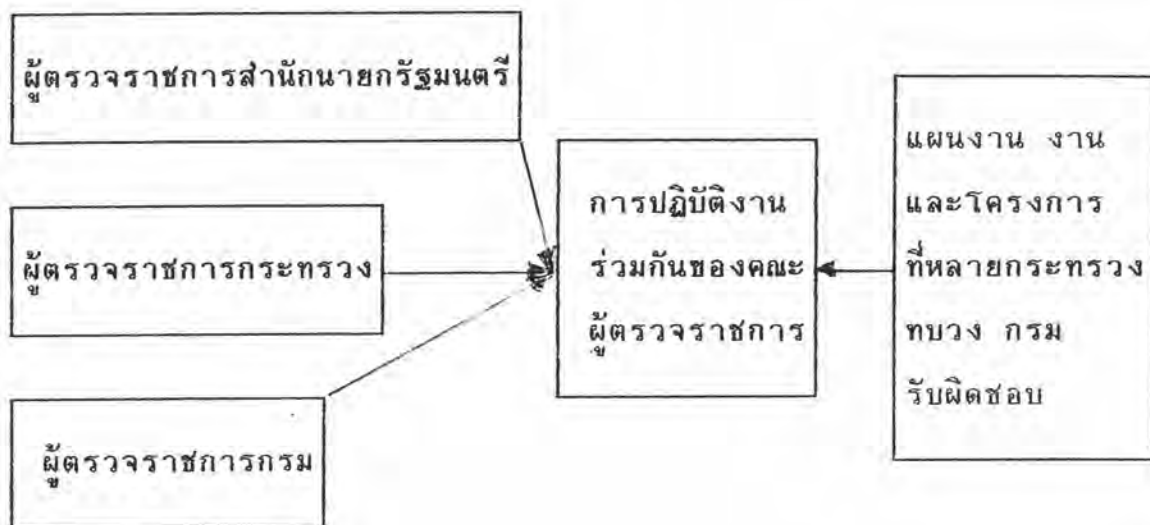 ผู้ตรวจราชการสำนักนายกรัฐมนตรี
ผู้ตรวจราชการกระทรวง
ผู้ตรวจราชการกรม
การปฏิบัติงาน
ร่วมกันของคณะ
ผู้ตรวจราชการ
แผนงาน งาน
และโครงการ
ที่หลายกระทรวง
ทบวง กรม
รับผิดชอบ